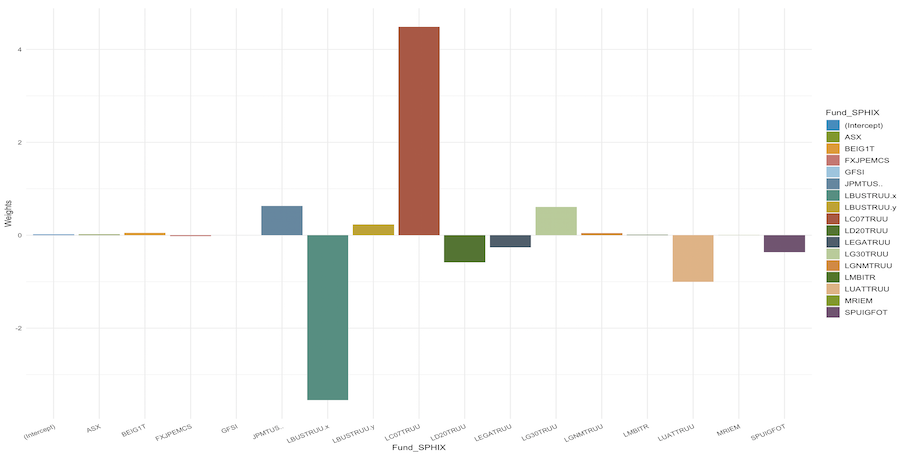 Weights
4
2
0
-2
(Intercept)
ASX
BEIG1T
FXJPEMCS
GFSI
JPMTUS..
LBUSTRUU.x
LBUSTRUU.y
LC07TRUU
LD20TRUU
LEGATRUU
LG30TRUU
LGNMTRUU
LMBITR
LUATTRUU
MRIEM
SPUIGFOT
Fund_SPHIX
Fund_SPHIX
(Intercept)
ASX
BEIG1T
FXJPEMCS
GFSI
JPMTUS..
LBUSTRUU.x
LBUSTRUU.y
LC07TRUU
LD20TRUU
LEGATRUU
LG30TRUU
LGNMTRUU
LMBITR
LUATTRUU
MRIEM
SPUIGFOT